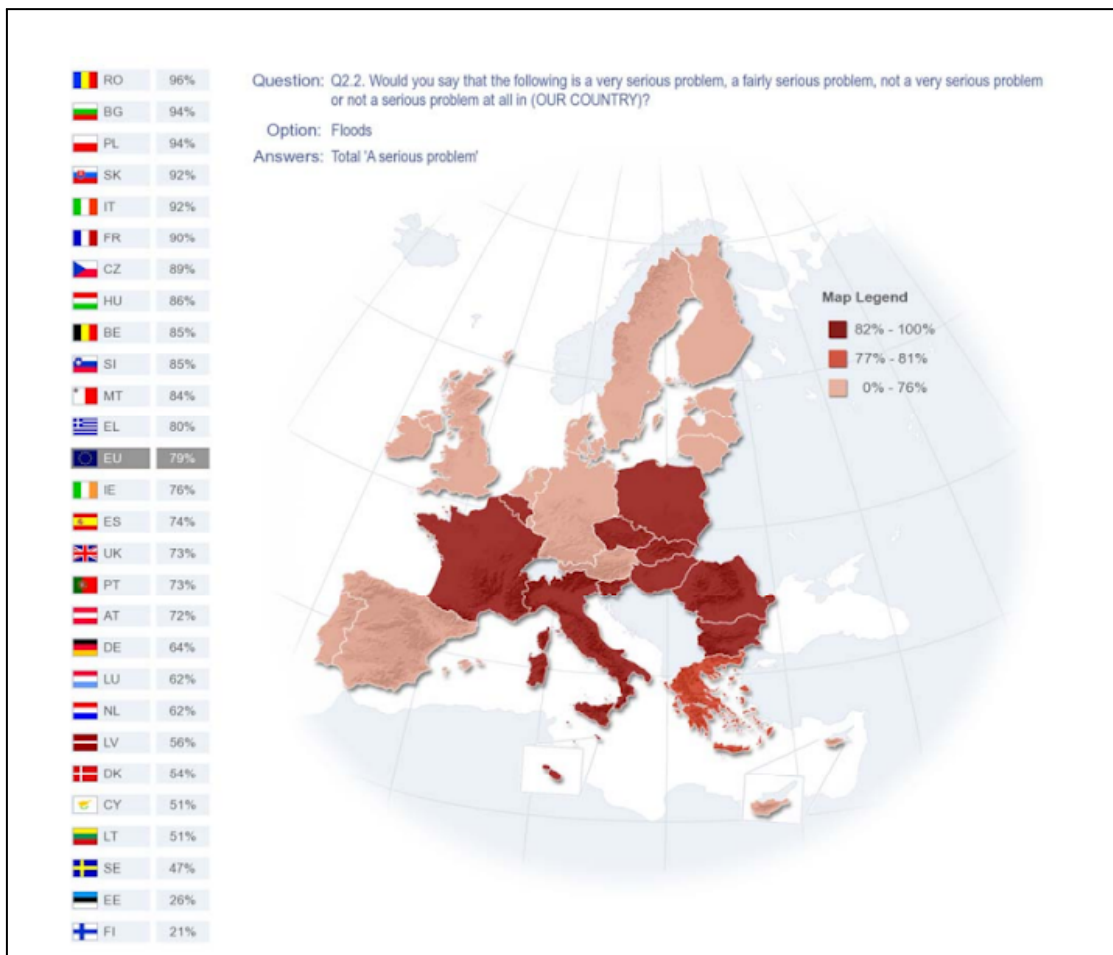 Question: Q2.2. Would you say that the following is a very serious problem, a fairly serious problem, not a very serious problem
or not a serious problem at all in (OUR COUNTRY)?
Option: Floods
Answers: Total 'A serious problem'
RO 96%
BG 94%
PL 94%
SK 92%
IT 92%
FR 90%
CZ 89%
HU 86%
BE 85%
SI 85%
MT 84%
EL 80%
EU 79%
IE 76%
ES 74%
UK 73%
PT 73%
AT 72%
DE 64%
LU 62%
NL 62%
LV 56%
DK 54%
CY 51%
LT 51%
SE 47%
EE 26%
FI 21%
Map Legend
82% - 100%
77% - 81%
0% - 76%